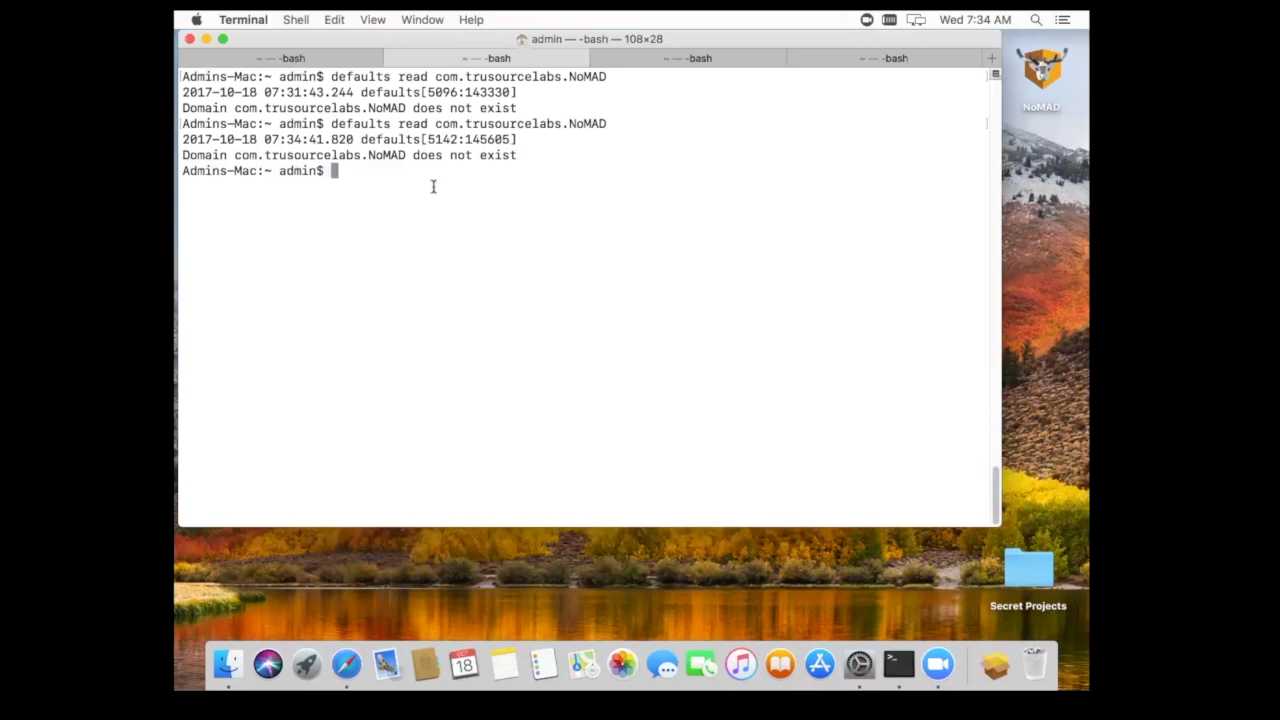 Terminal Shell Edit View Window Help Wed 7:34 AM
admin — -bash — 108×28
~ — -bash ~ — -bash ~ — -bash ~ — -bash +
[Admins-Mac:~ admin$ defaults read com.trusourcelabs.NoMAD ]
2017-10-18 07:31:43.244 defaults[5096:143330]
Domain com.trusourcelabs.NoMAD does not exist
[Admins-Mac:~ admin$ defaults read com.trusourcelabs.NoMAD ]
2017-10-18 07:34:41.820 defaults[5142:145605]
Domain com.trusourcelabs.NoMAD does not exist
Admins-Mac:~ admin$
NoMAD
Secret Projects
OCT
18